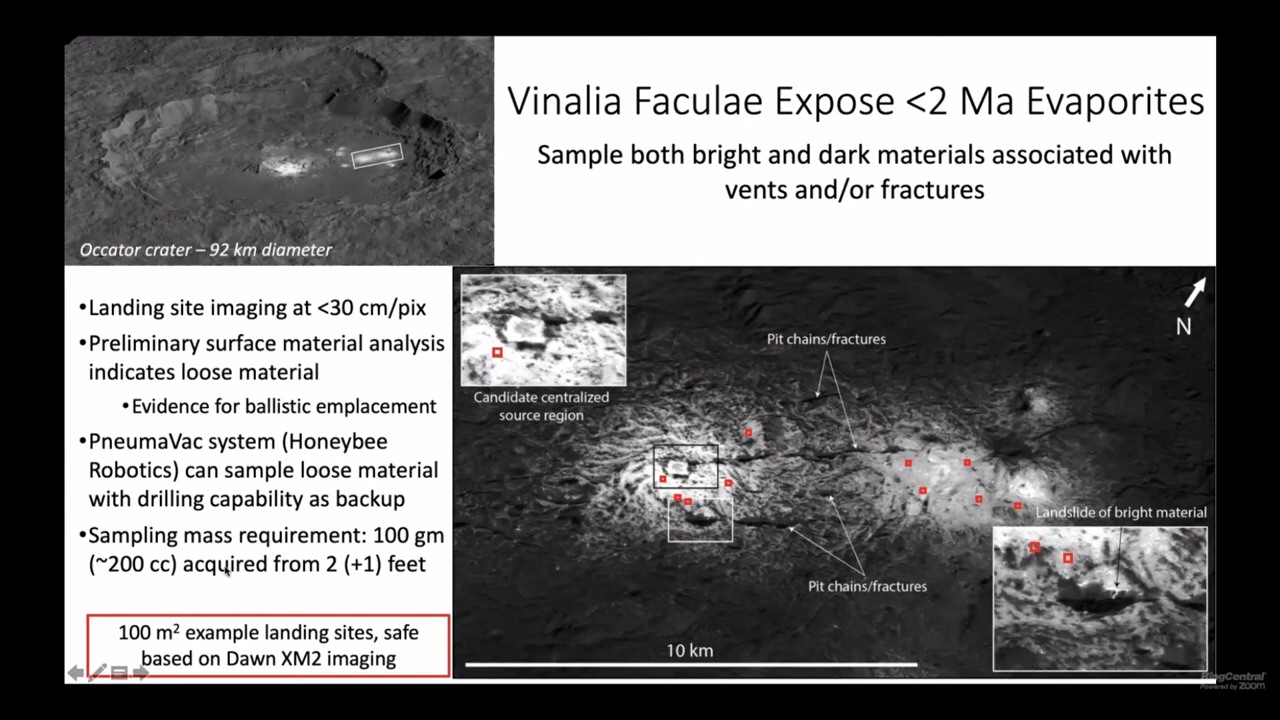 Vinalia Faculae Expose <2 Ma Evaporites
Sample both bright and dark materials associated with
vents and/or fractures
Occator crater – 92 km diameter
•Landing site imaging at <30 cm/pix
•Preliminary surface material analysis
indicates loose material
•Evidence for ballistic emplacement
•PneumaVac system (Honeybee
Robotics) can sample loose material
with drilling capability as backup
•Sampling mass requirement: 100 gm
(~200 cc) acquired from 2 (+1) feet
100 m² example landing sites, safe
based on Dawn XM2 imaging
Candidate centralized
source region
Pit chains/fractures
N
Landslide of bright material
Pit chains/fractures
10 km
RingCentral
Powered by zoom